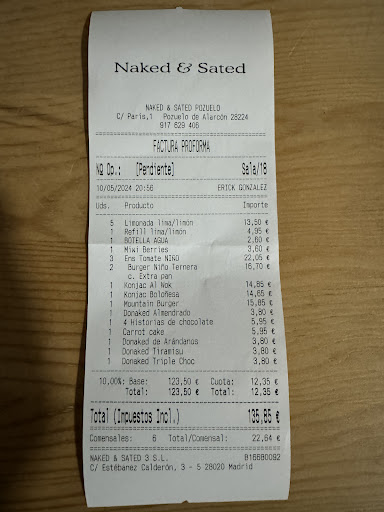 Naked & Sated
NAKED & SATED POZUELO
C/ París,1 Pozuelo de Alarcón 28224
917 629 406
FACTURA PROFORMA
Nº Op.: [Pendiente] Sala/16
10/05/2024 20:56 ERICK GONZALEZ
Uds. Producto Importe
5 Limonada lima/limón 13,50 €
1 Refill lima/limón 4,95 €
1 BOTELLA AGUA 2,60 €
1 Miwi Berries 3,60 €
3 Ens Tomate NIÑO 22,05 €
2 Burger Niño Ternera 16,70 €
c. Extra pan
1 Konjac Al Nok 14,85 €
1 Konjac Boloñesa 14,65 €
1 Mountain Burger 15,85 €
1 Donaked Almendrado 3,80 €
1 4 Historias de chocolate 5,95 €
1 Carrot cake 5,95 €
1 Donaked de Arándanos 3,80 €
1 Donaked Tiramisu 3,80 €
1 Donaked Triple Choc 3,80 €
10,00%: Base: 123,50 € Cuota: 12,35 €
Total: 123,50 € Total: 12,35 €
Total (Impuestos Incl.) 135,85 €
Comensales: 6 Total/Comensal: 22,64 €
NAKED & SATED 3 S.L. B16680092
C/ Estébanez Calderón, 3 - 5 28020 Madrid